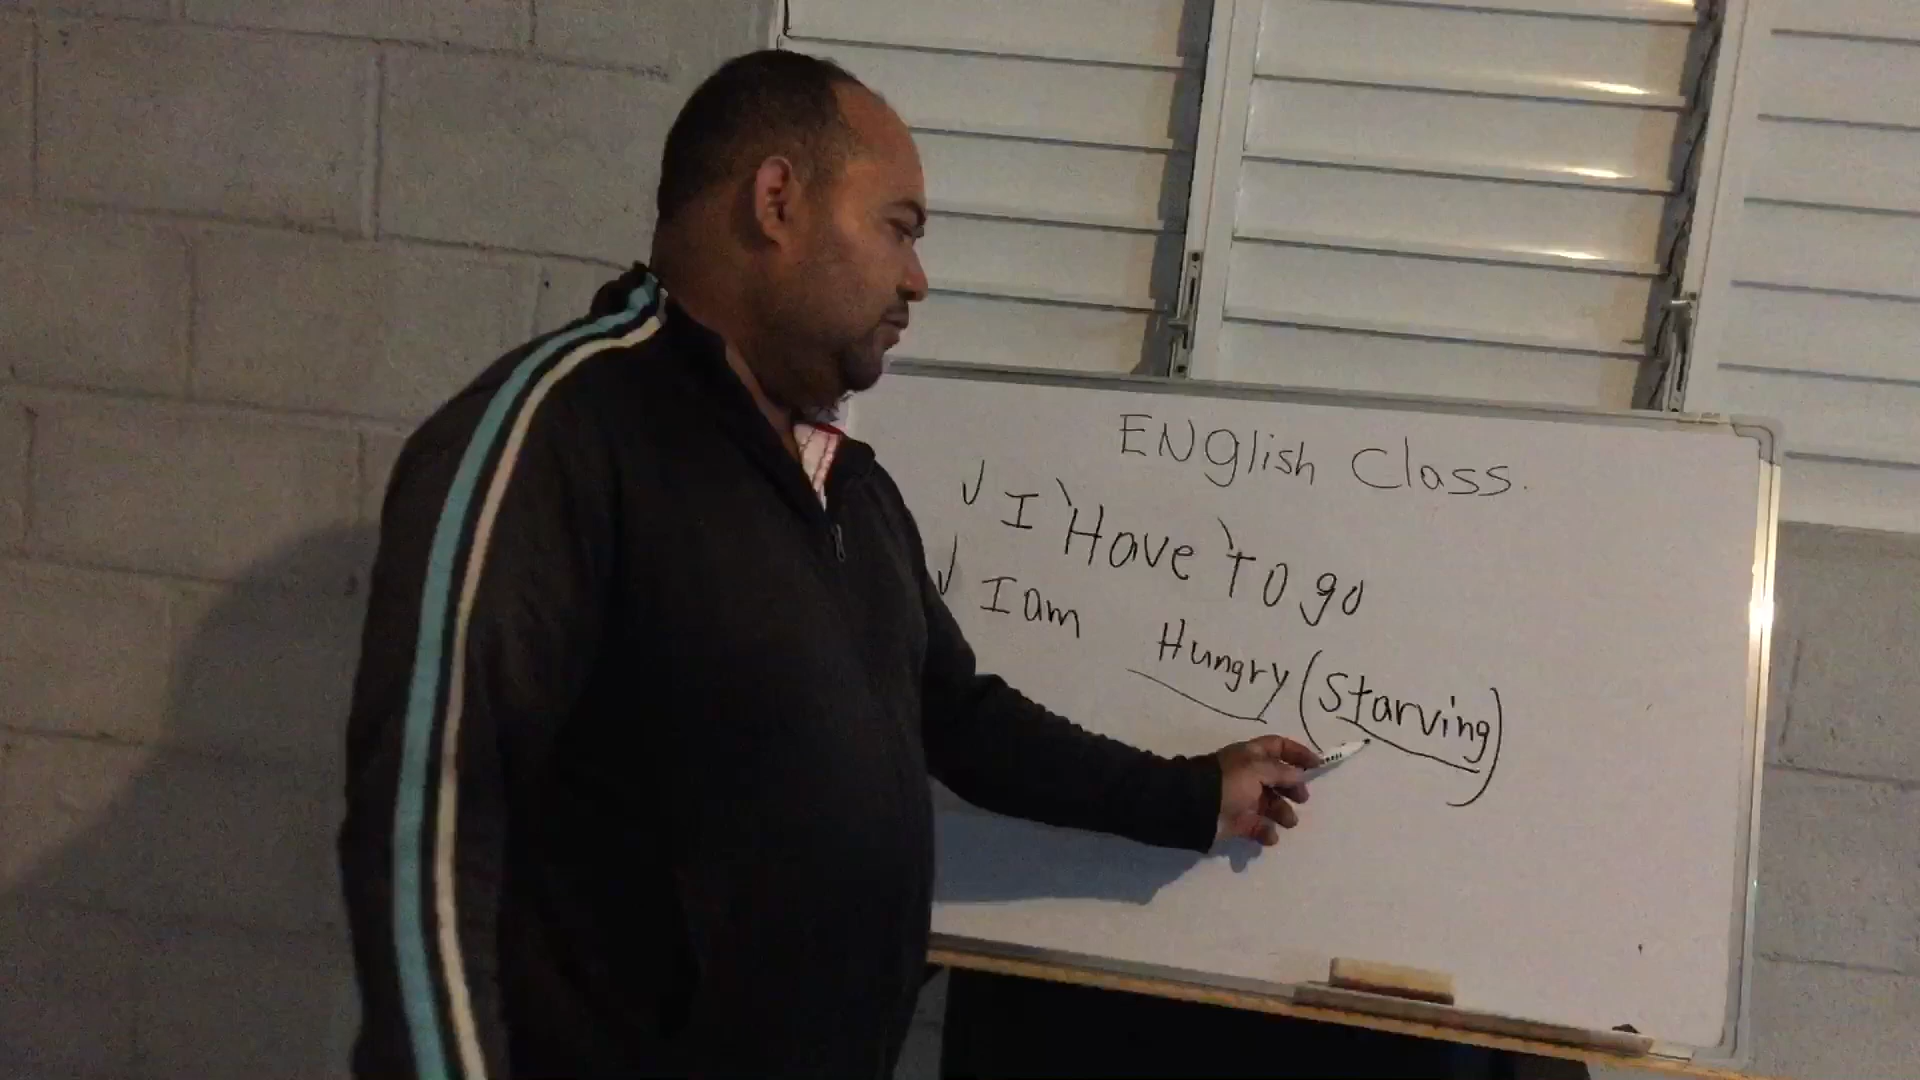 ENglish Class.
✓ I Have To go
✓ I am Hungry (Starving)